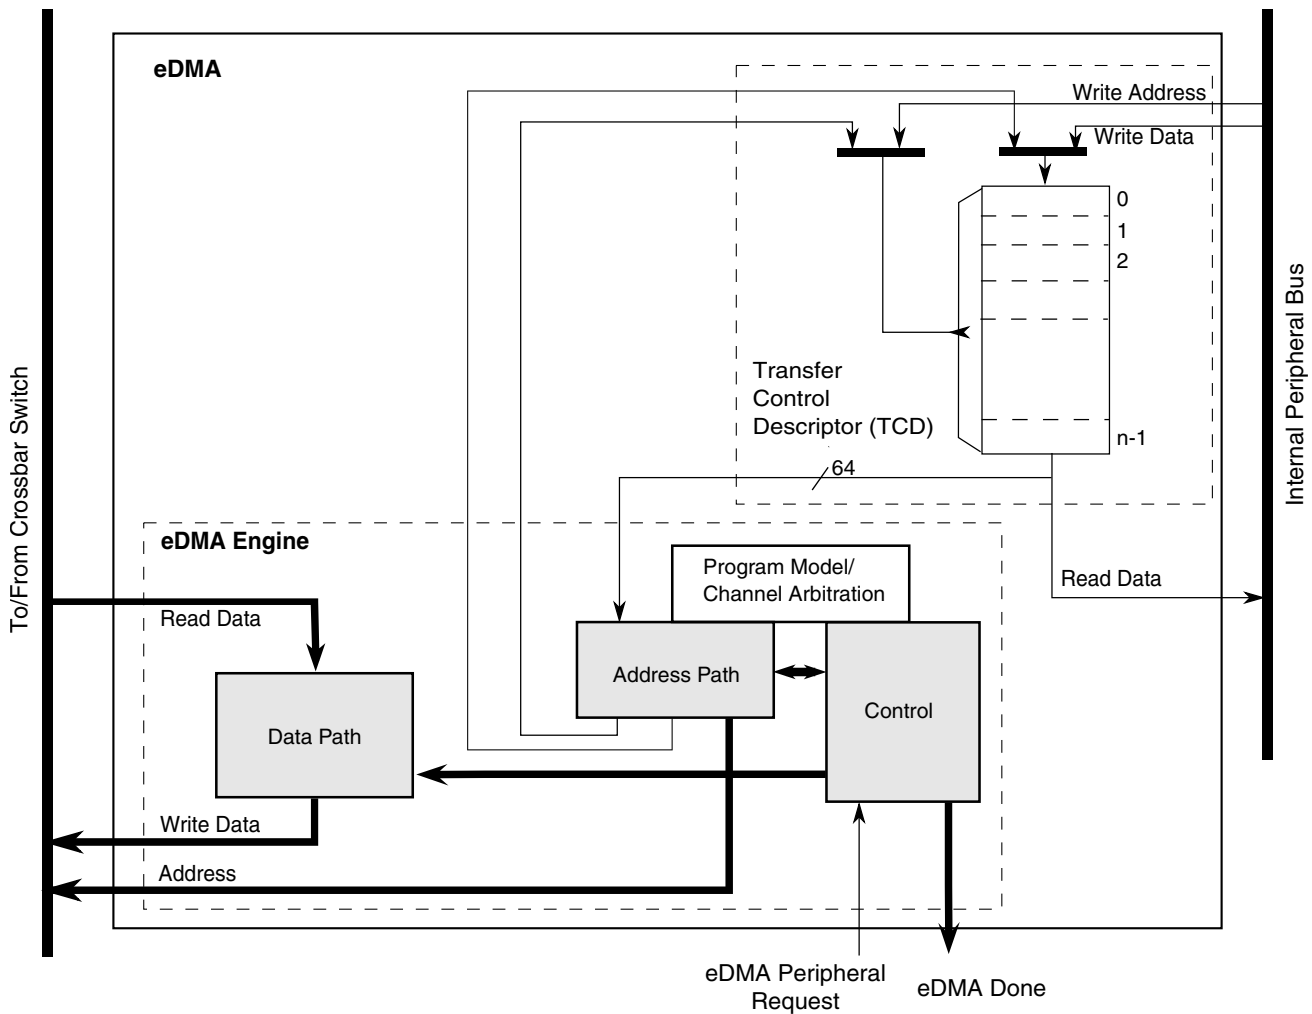 eDMA
Write Address
Write Data
0
1
2
n-1
Transfer
Control
Descriptor (TCD)
64
To/From Crossbar Switch
Internal Peripheral Bus
eDMA Engine
Program Model/
Channel Arbitration
Read Data
Read Data
Address Path
Control
Data Path
Write Data
Address
eDMA Peripheral
Request
eDMA Done